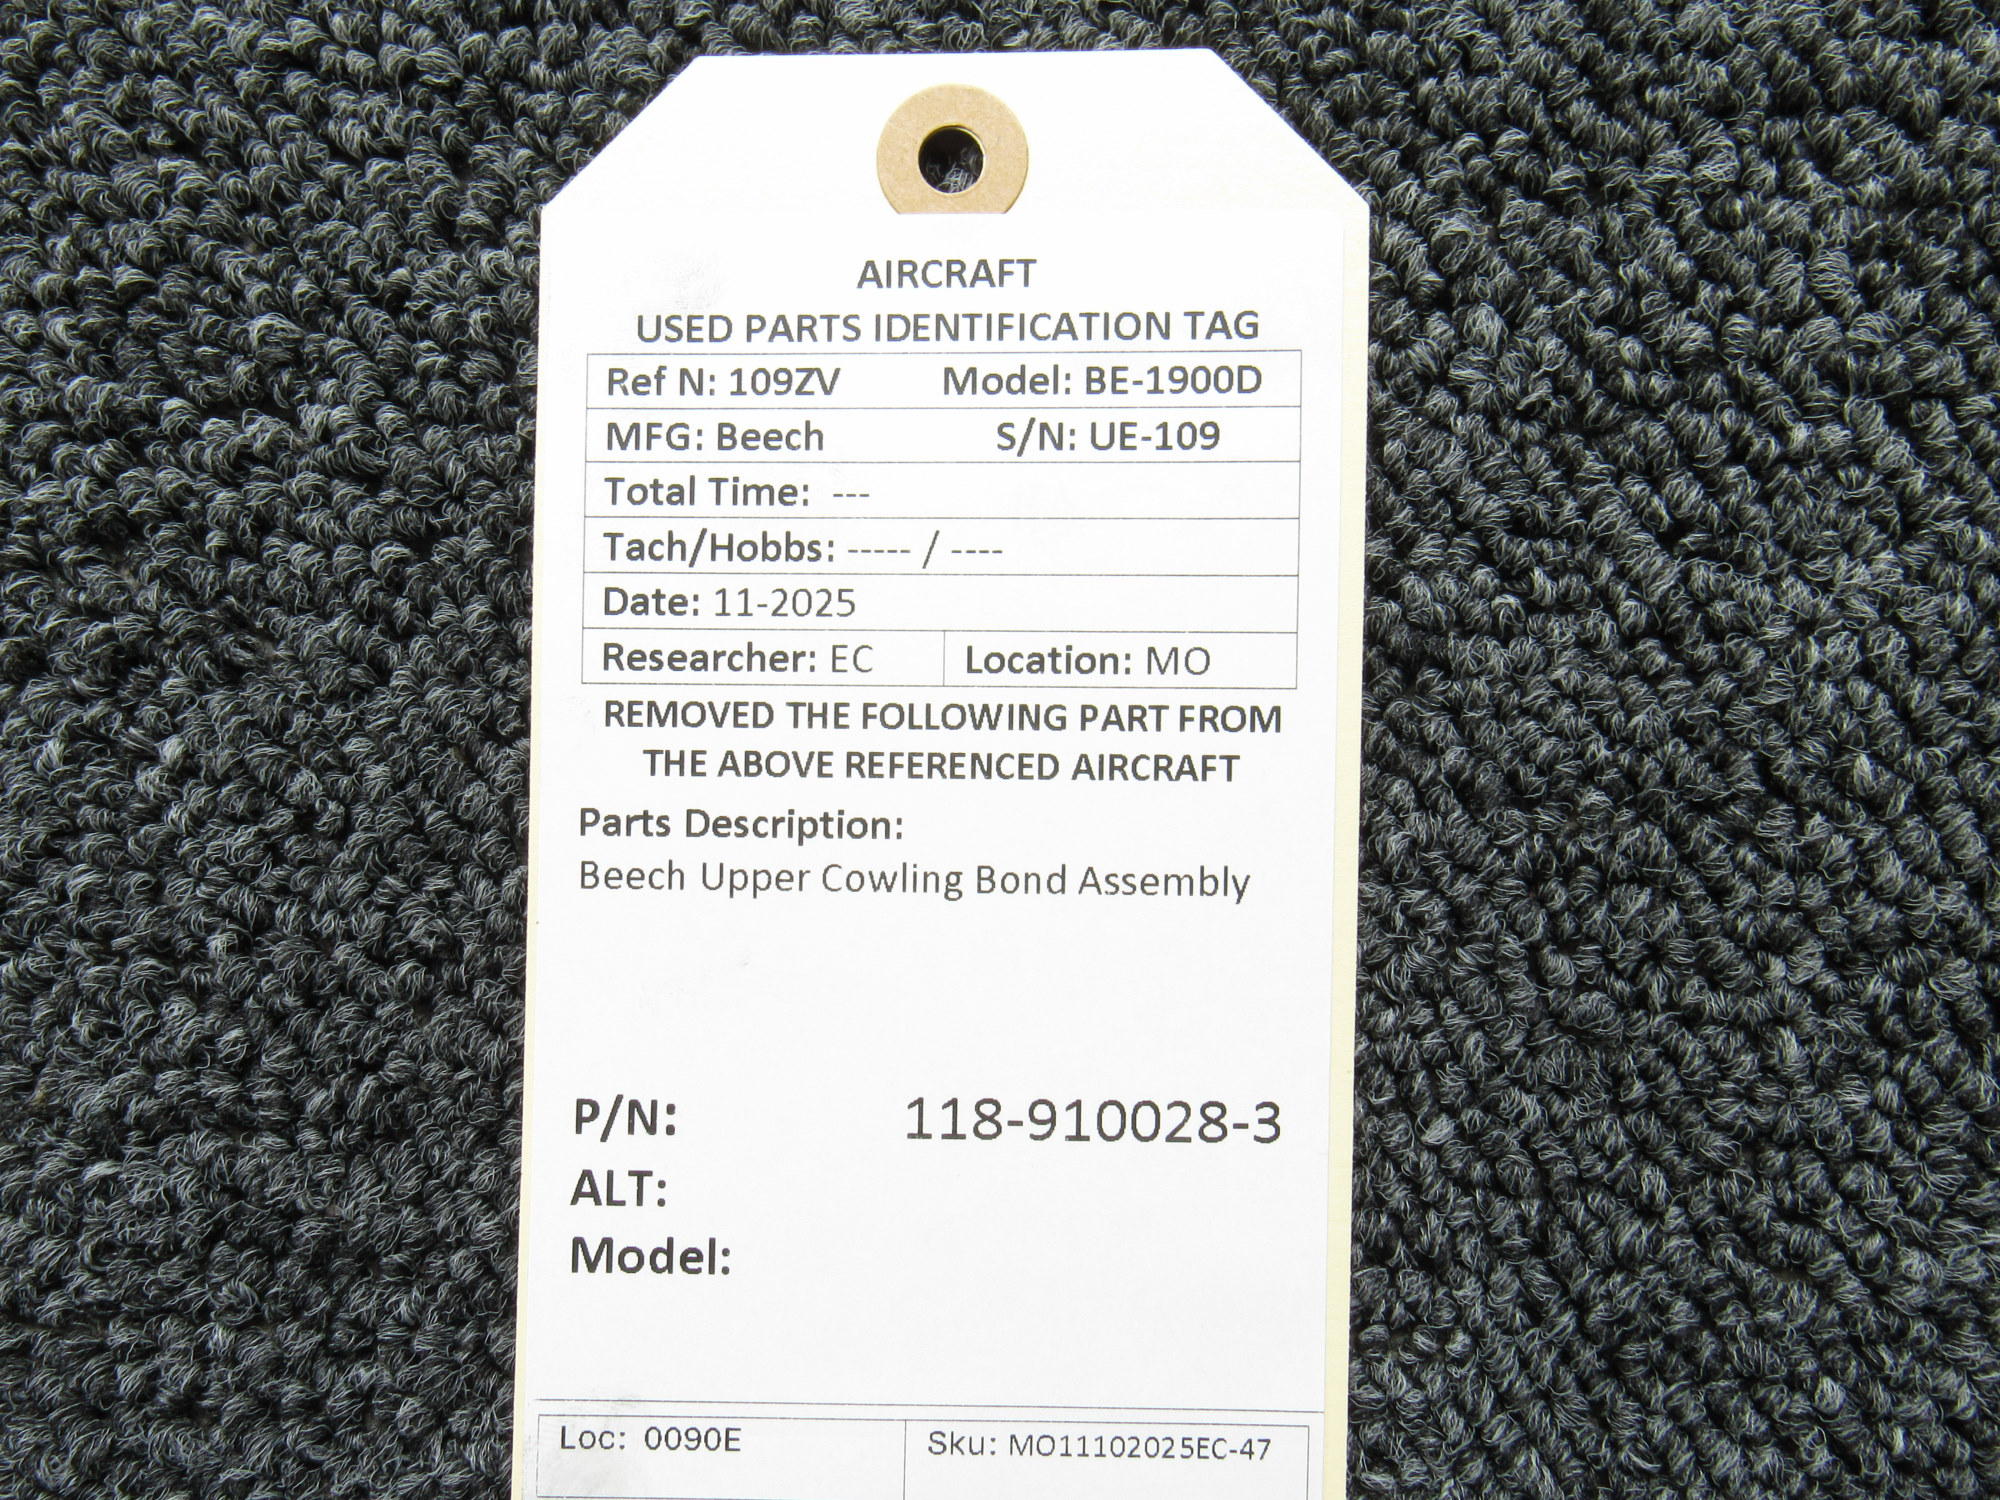 AIRCRAFT
USED PARTS IDENTIFICATION TAG
Ref N: 109ZV Model: BE-1900D
MFG: Beech S/N: UE-109
Total Time: ---
Tach/Hobbs: ----- / ----
Date: 11-2025
Researcher: EC Location: MO
REMOVED THE FOLLOWING PART FROM
THE ABOVE REFERENCED AIRCRAFT
Parts Description:
Beech Upper Cowling Bond Assembly
P/N: 118-910028-3
ALT:
Model:
Loc: 0090E Sku: MO11102025EC-47